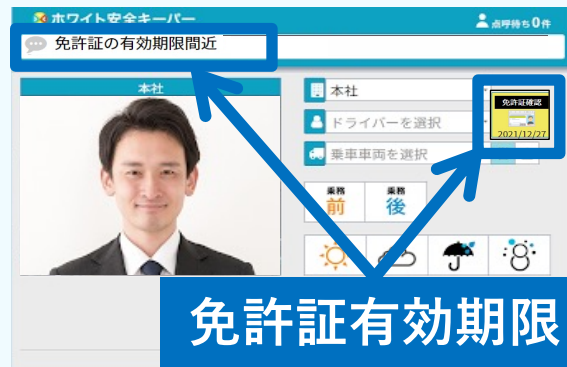 ホワイト安全キーパー
点呼待ち0件
免許証の有効期限間近
本社
本社
免許証確認
2021/12/27
ドライバーを選択
乗車車両を選択
乗務
前
乗務
後
免許証有効期限